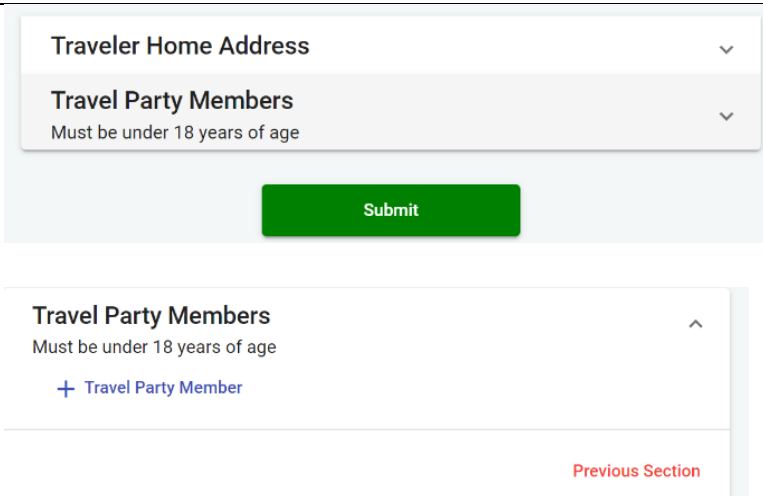 Traveler Home Address
Travel Party Members
Must be under 18 years of age
Submit
Travel Party Members
Must be under 18 years of age
+ Travel Party Member
Previous Section